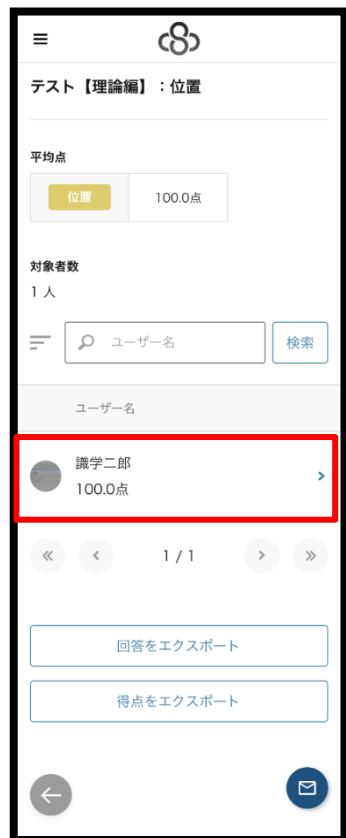 テスト【理論編】：位置
平均点
位置 100.0点
対象者数
1 人
ユーザー名 検索
ユーザー名
識学二郎
100.0点
1 / 1
回答をエクスポート
得点をエクスポート